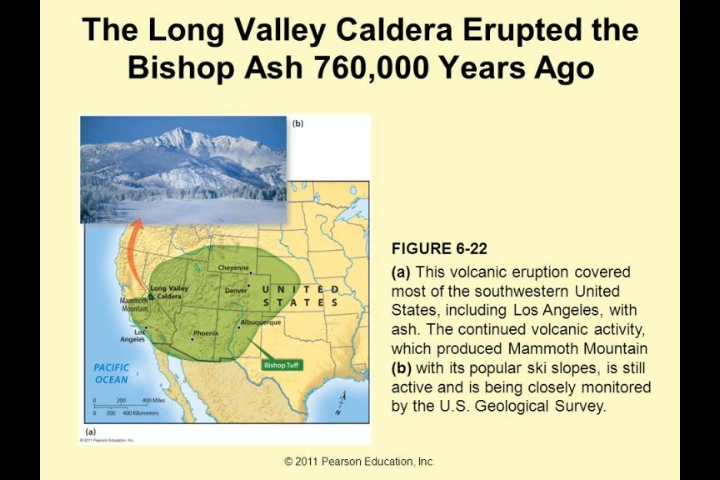 The Long Valley Caldera Erupted the
Bishop Ash 760,000 Years Ago
(b)
Cheyenne
Denver
UNITED
STATES
Long Valley
Caldera
Mammoth
Mountain
Los
Angeles
Phoenix
Albuquerque
Bishop Tuff
PACIFIC
OCEAN
0 200 400 Miles
0 200 400 Kilometers
N
(a)
© 2011 Pearson Education, Inc.
FIGURE 6-22
(a) This volcanic eruption covered
most of the southwestern United
States, including Los Angeles, with
ash. The continued volcanic activity,
which produced Mammoth Mountain
(b) with its popular ski slopes, is still
active and is being closely monitored
by the U.S. Geological Survey.
© 2011 Pearson Education, Inc.